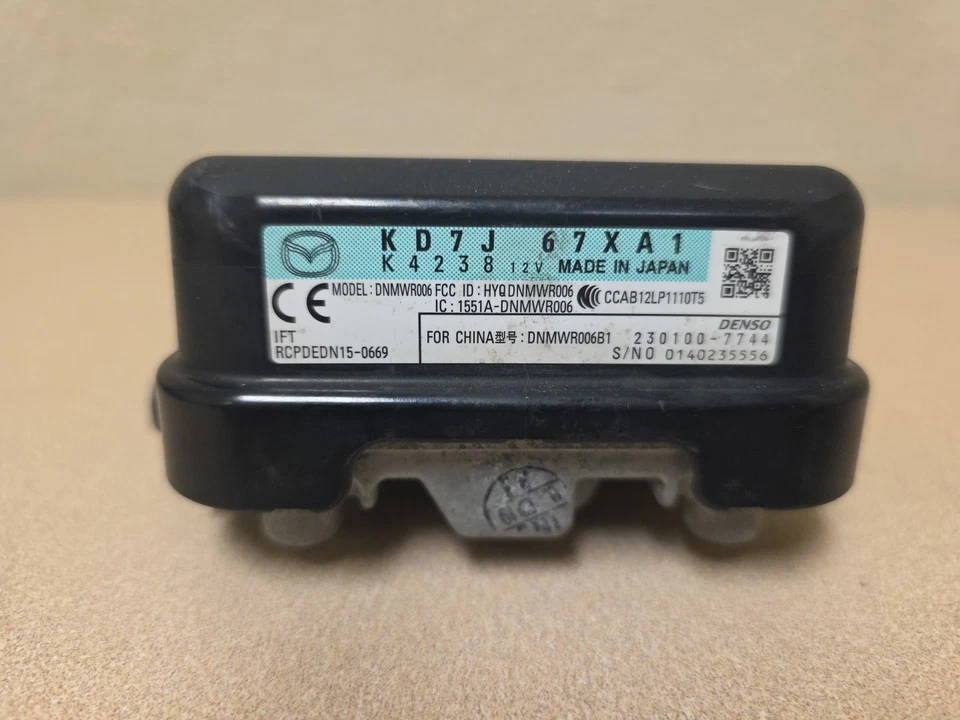 KD7J 67XA1
K4238 12V MADE IN JAPAN
MODEL: DNMWR006 FCC ID: HYQDNMWR006
IC: 1551A-DNMWR006
CCC CCAB12LP1110T5
CE
IFT
RCPDEDN15-0669
FOR CHINA型号: DNMWR006B1
DENSO
230100-7744
S/NO 0140235556